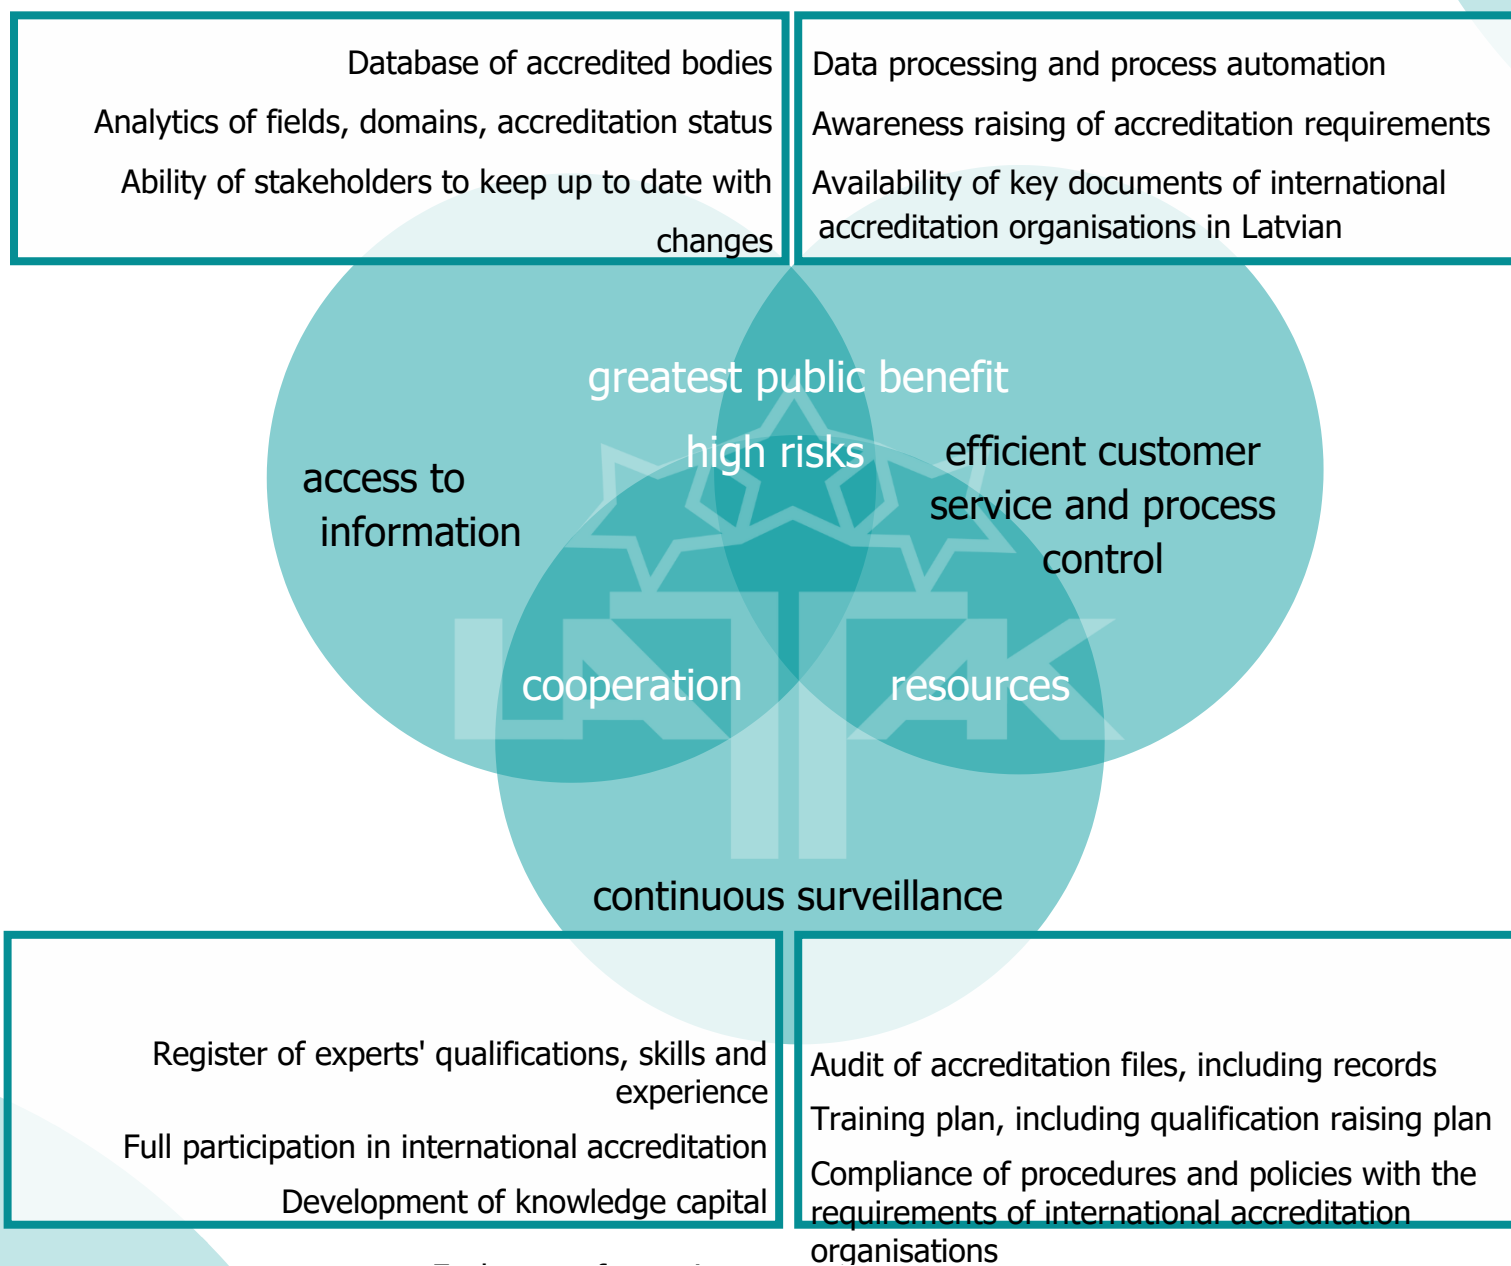 Database of accredited bodies
Analytics of fields, domains, accreditation status
Ability of stakeholders to keep up to date with
changes
Data processing and process automation
Awareness raising of accreditation requirements
Availability of key documents of international
accreditation organisations in Latvian
greatest public benefit
high risks
access to
information
efficient customer
service and process
control
LATAK
cooperation
resources
continuous surveillance
Register of experts' qualifications, skills and
experience
Full participation in international accreditation
Development of knowledge capital
Audit of accreditation files, including records
Training plan, including qualification raising plan
Compliance of procedures and policies with the
requirements of international accreditation
organisations